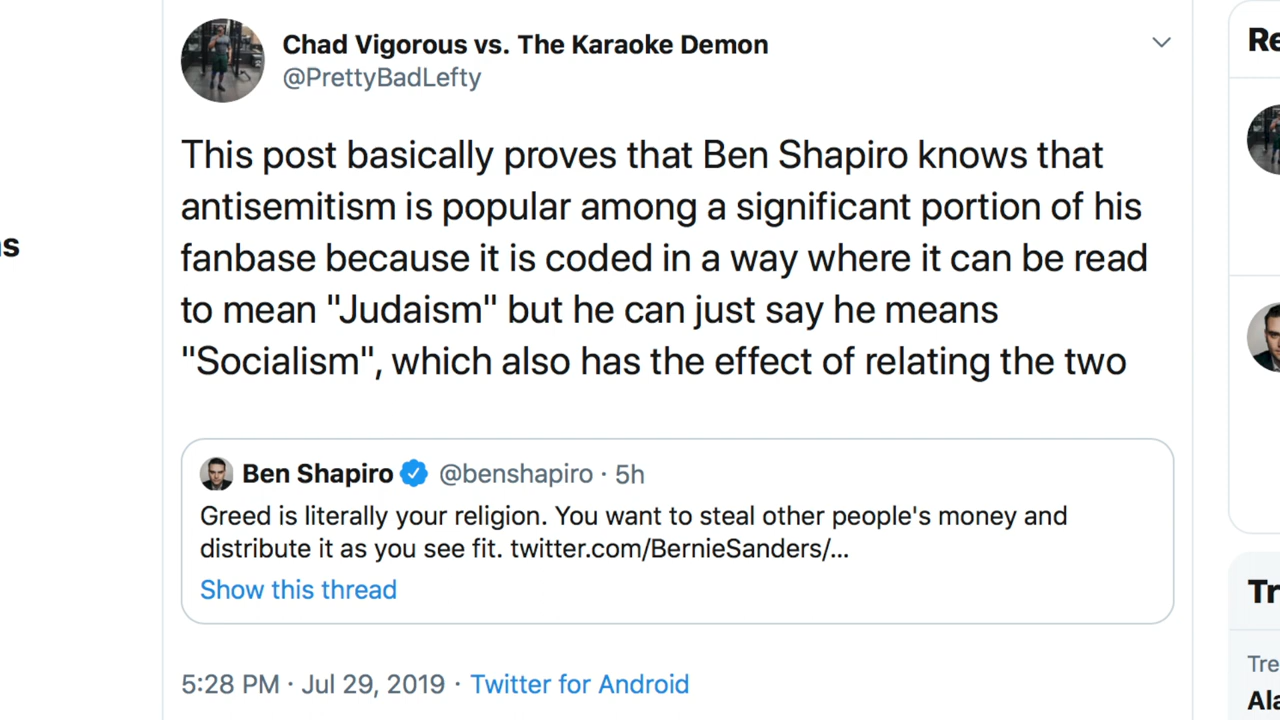 Chad Vigorous vs. The Karaoke Demon
@PrettyBadLefty
This post basically proves that Ben Shapiro knows that
antisemitism is popular among a significant portion of his
fanbase because it is coded in a way where it can be read
to mean "Judaism" but he can just say he means
"Socialism", which also has the effect of relating the two
Ben Shapiro @benshapiro · 5h
Greed is literally your religion. You want to steal other people's money and
distribute it as you see fit. twitter.com/BernieSanders/...
Show this thread
5:28 PM · Jul 29, 2019 · Twitter for Android